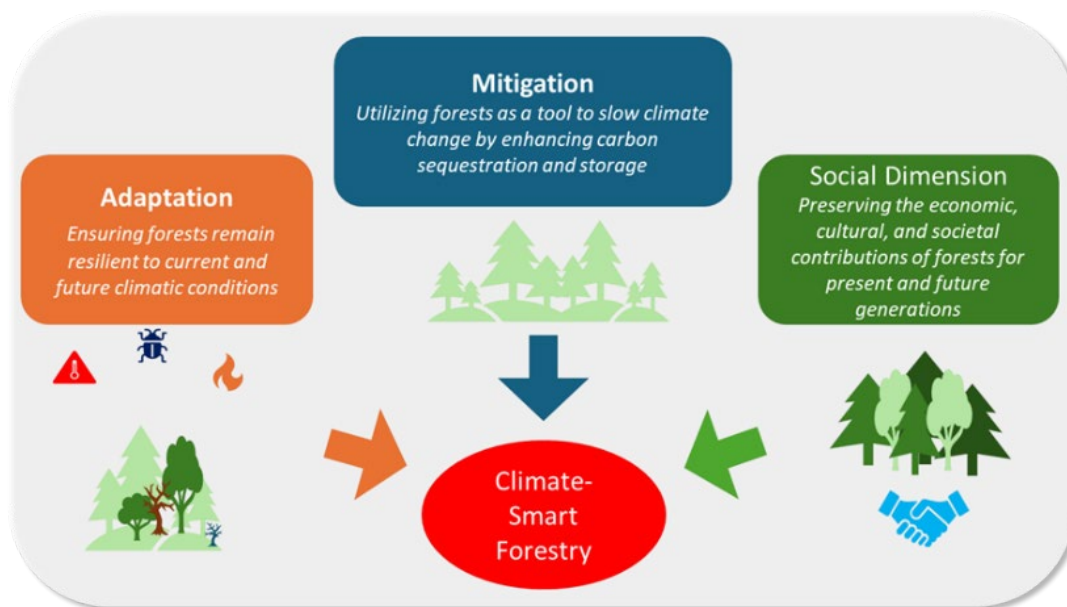 Mitigation
Utilizing forests as a tool to slow climate
change by enhancing carbon
sequestration and storage
Adaptation
Ensuring forests remain
resilient to current and
future climatic conditions
Social Dimension
Preserving the economic,
cultural, and societal
contributions of forests for
present and future
generations
Climate-
Smart
Forestry